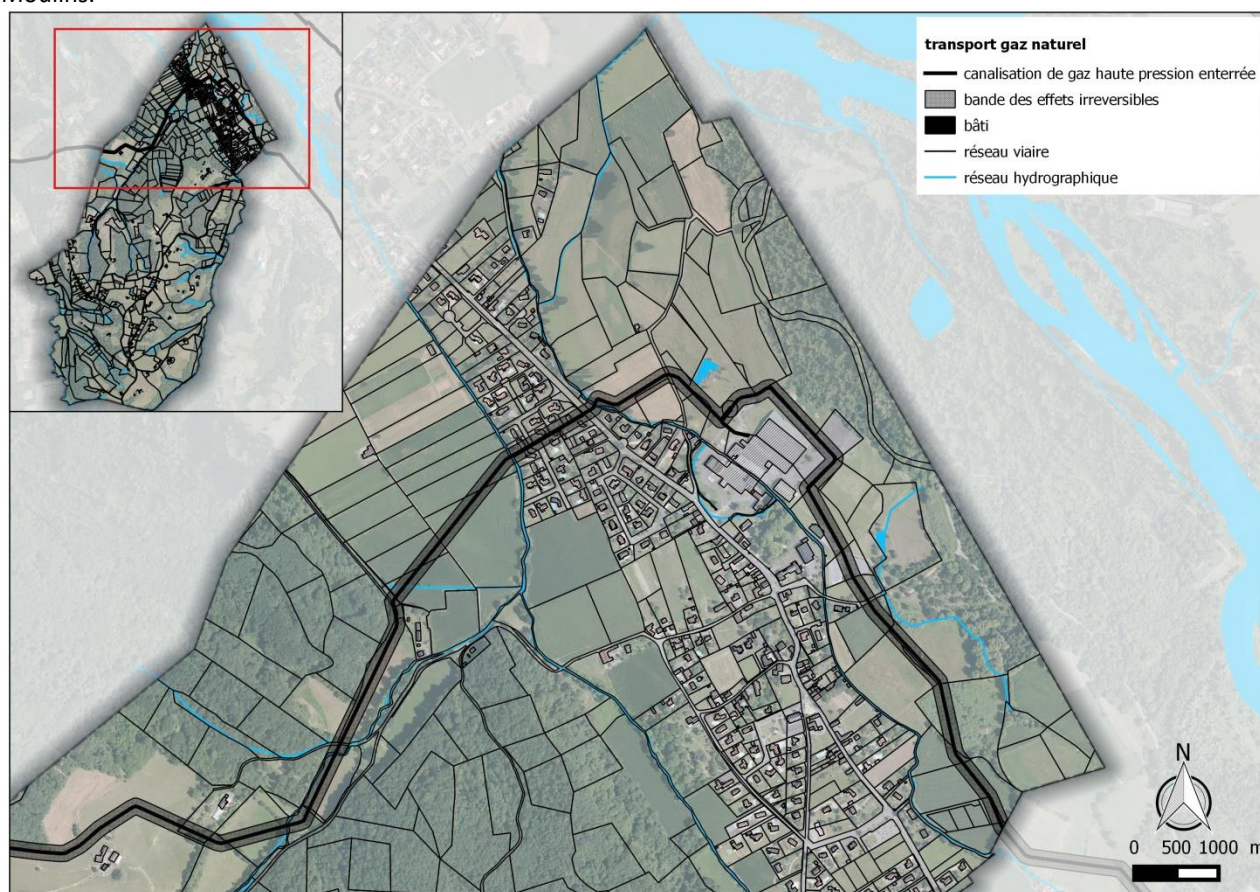 Moulins.
transport gaz naturel
canalisation de gaz haute pression enterrée
bande des effets irreversibles
bâti
réseau viaire
réseau hydrographique
N
0 500 1000 m